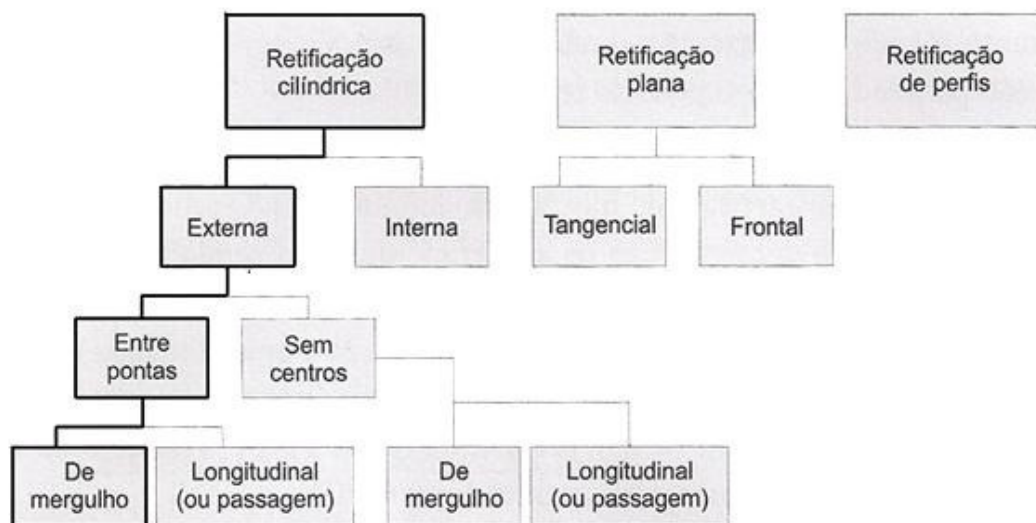 Retificação
cilíndrica
Retificação
plana
Retificação
de perfis
Externa
Interna
Tangencial
Frontal
Entre
pontas
Sem
centros
De
mergulho
Longitudinal
(ou passagem)
De
mergulho
Longitudinal
(ou passagem)